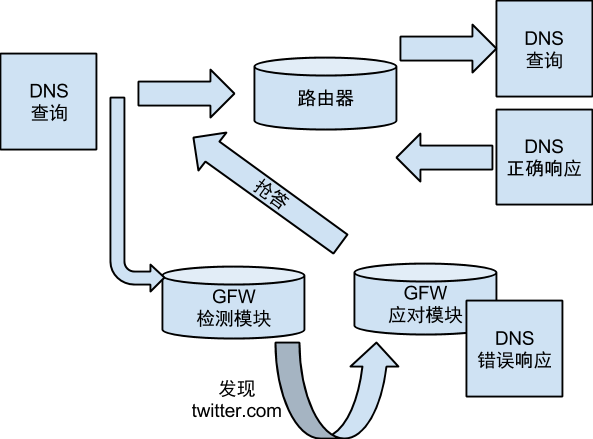 DNS
查询
DNS
查询
路由器
DNS
正确响应
抢答
GFW
检测模块
GFW
应对模块
DNS
错误响应
发现
twitter.com